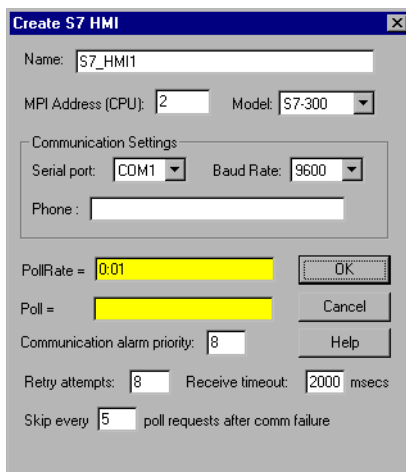 Create S7 HMI
Name: S7_HMI1
MPI Address (CPU): 2 Model: S7-300
Communication Settings
Serial port: COM1 Baud Rate: 9600
Phone :
PollRate = 0:01 OK
Poll = Cancel
Communication alarm priority: 8 Help
Retry attempts: 8 Receive timeout: 2000 msecs
Skip every 5 poll requests after comm failure